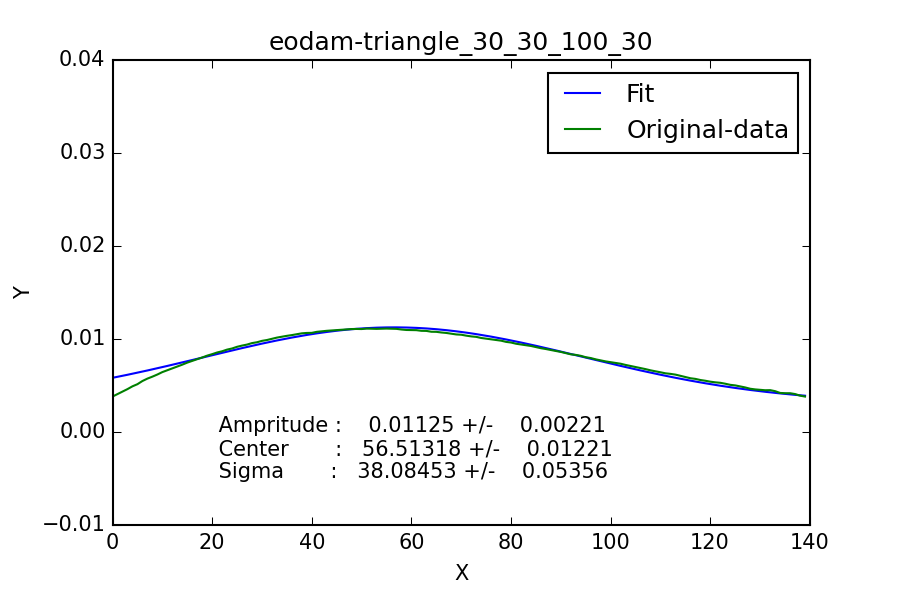 eodam-triangle_30_30_100_30
0.04
0.03
0.02
0.01
0.00
−0.01
Y
Fit
Original-data
Ampritude : 0.01125 +/- 0.00221
Center : 56.51318 +/- 0.01221
Sigma : 38.08453 +/- 0.05356
0 20 40 60 80 100 120 140
X